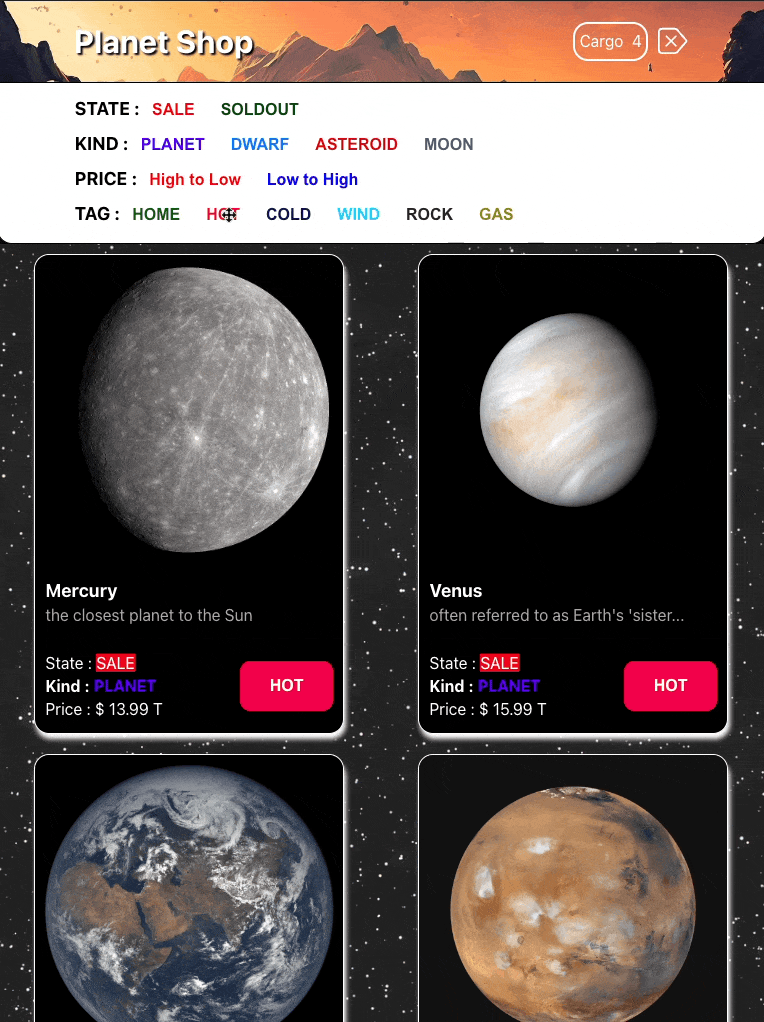 Planet Shop
Cargo 4
STATE : SALE SOLDOUT
KIND : PLANET DWARF ASTEROID MOON
PRICE : High to Low Low to High
TAG : HOME HOT COLD WIND ROCK GAS
Mercury
the closest planet to the Sun
State : SALE
Kind : PLANET
Price : $ 13.99 T
HOT
Venus
often referred to as Earth's 'sister...
State : SALE
Kind : PLANET
Price : $ 15.99 T
HOT